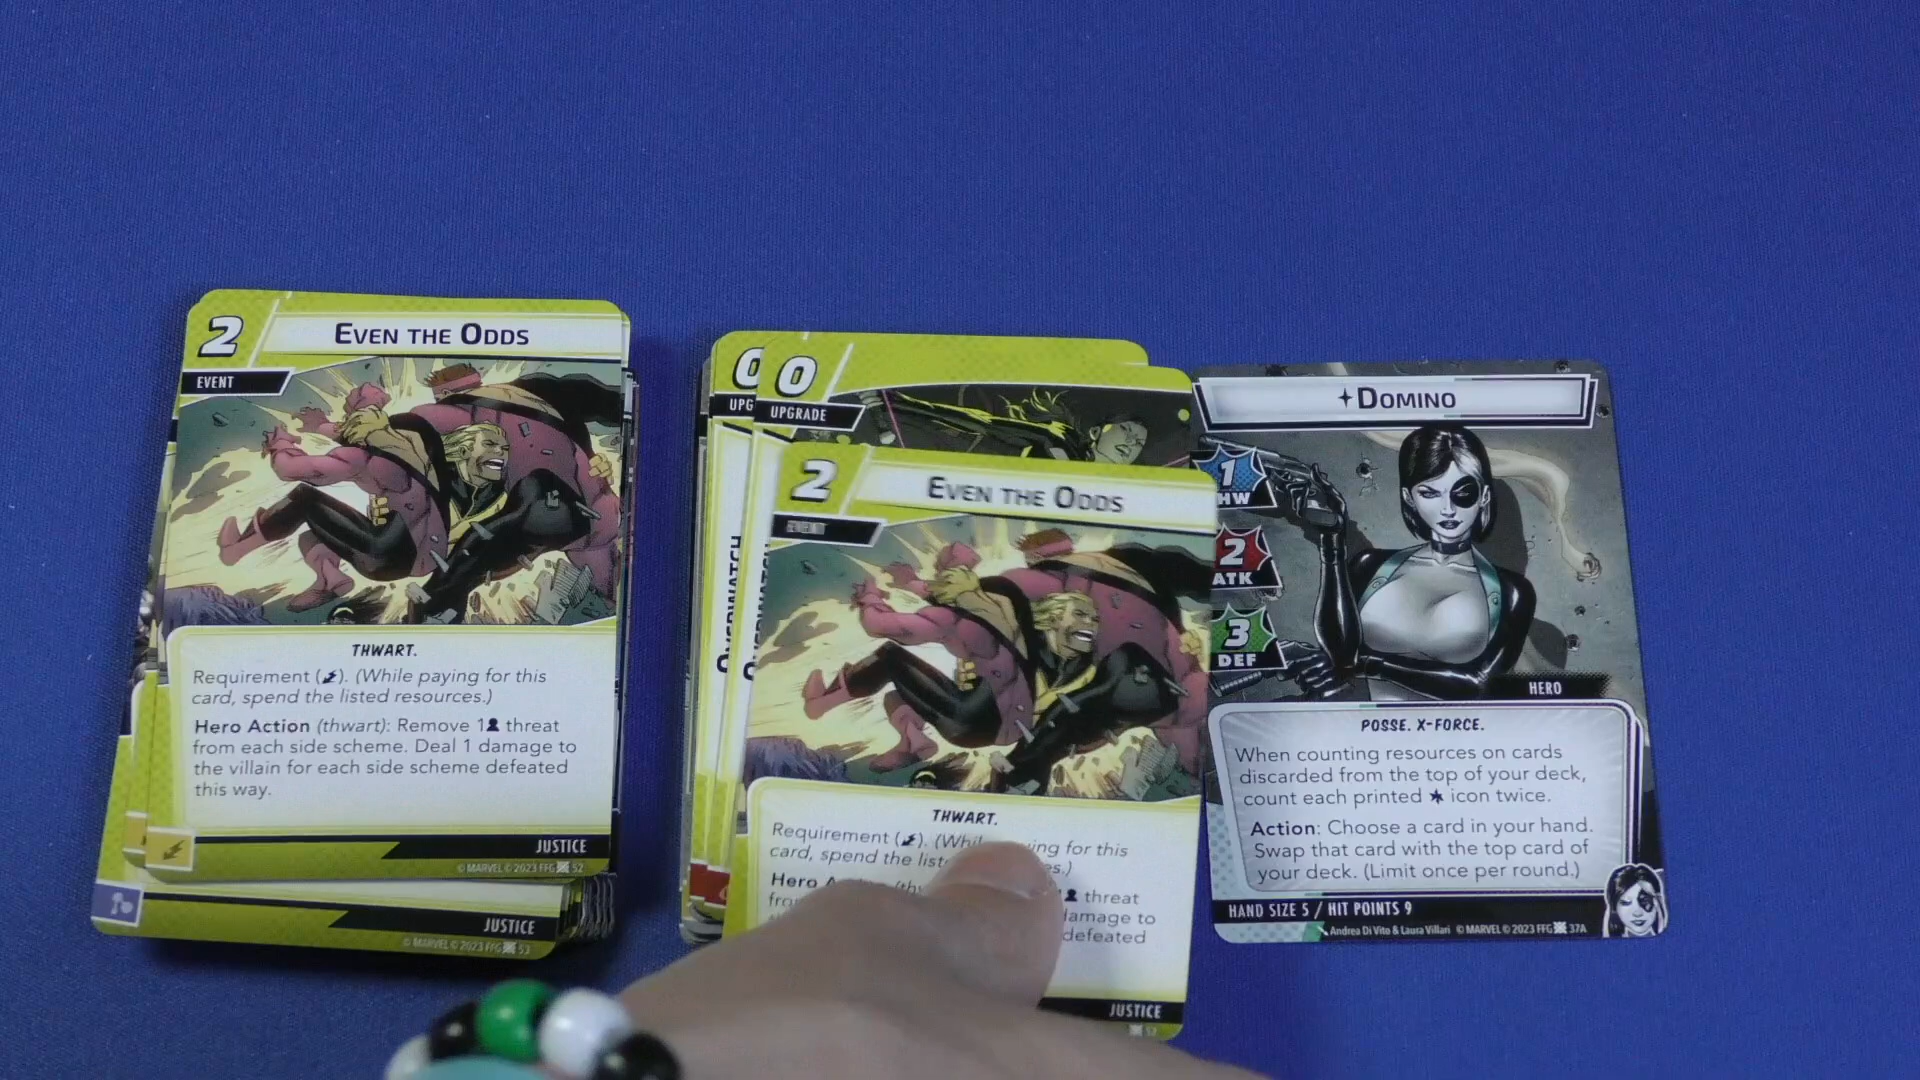 2
EVEN THE ODDS
EVENT
THWART.
Requirement ( ). (While paying for this
card, spend the listed resources.)
Hero Action (thwart): Remove 1 threat
from each side scheme. Deal 1 damage to
the villain for each side scheme defeated
this way.
JUSTICE
© MARVEL © 2023 FFG 52
JUSTICE
© MARVEL © 2023 FFG 53
0
UPG
0
UPGRADE
OVERWATCH
2
EVEN THE ODDS
EVENT
THWART.
Requirement ( ). (While paying for this
card, spend the
Hero
threat
damage to
defeated
JUSTICE
DOMINO
1
HW
2
ATK
3
DEF
HERO
POSSE. X-FORCE.
When counting resources on cards
discarded from the top of your deck,
count each printed icon twice.
Action: Choose a card in your hand.
Swap that card with the top card of
your deck. (Limit once per round.)
HAND SIZE 5 / HIT POINTS 9
Andrea Di Vito & Laura Villari © MARVEL © 2023 FFG 37A